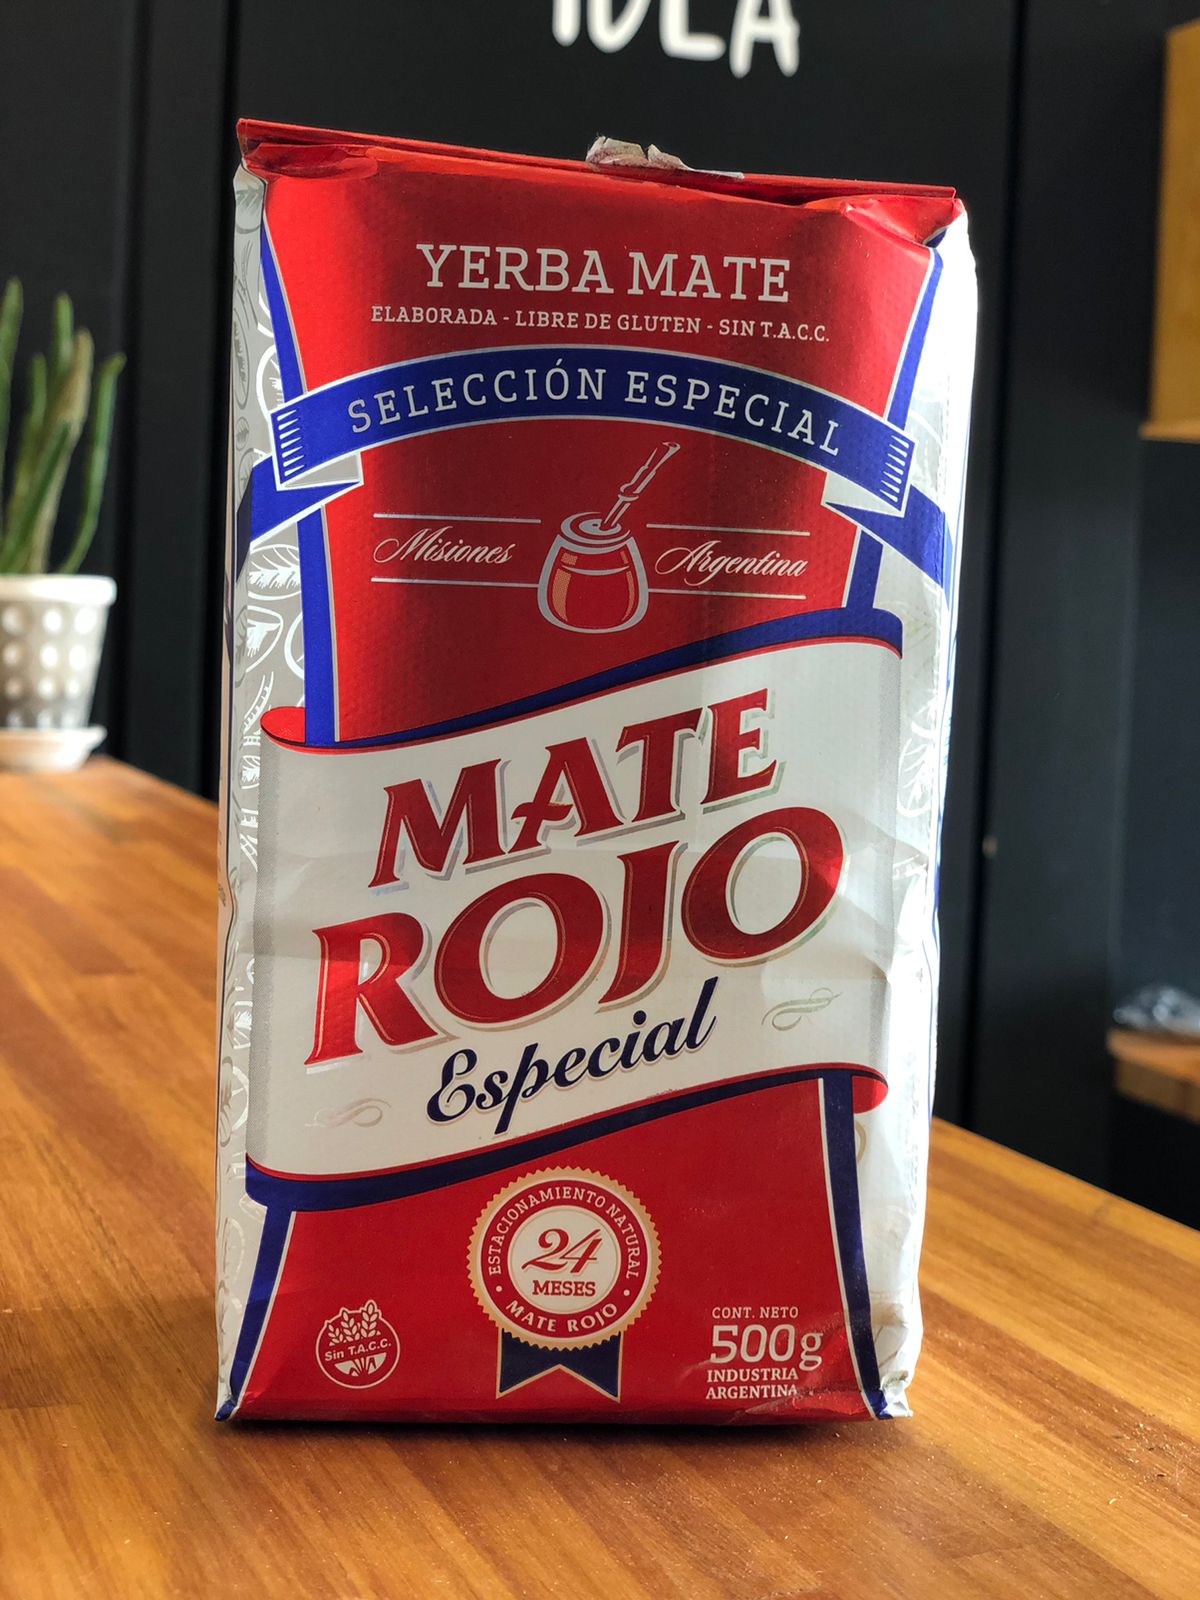 YERBA MATE
ELABORADA - LIBRE DE GLUTEN - SIN T.A.C.C.
SELECCIÓN ESPECIAL
Misiones Argentina
MATE
ROJO
Especial
ESTACIONAMIENTO NATURAL
24
MESES
• MATE ROJO •
Sin T.A.C.C.
CONT. NETO
500g
INDUSTRIA
ARGENTINA